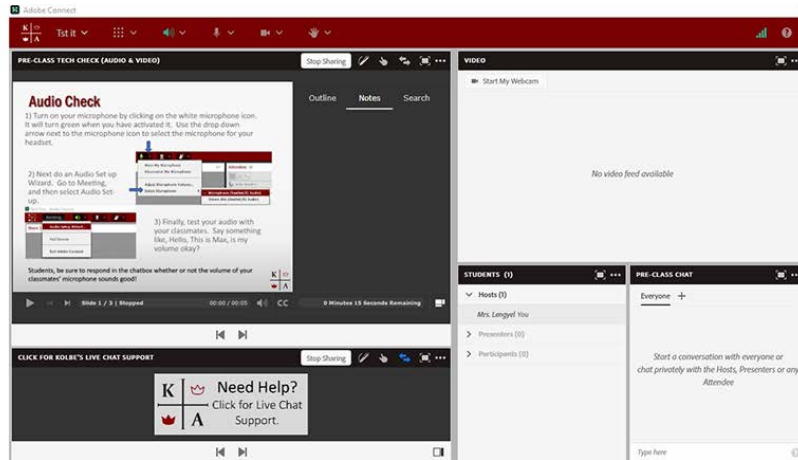 Adobe Connect
K A
Tst it
PRE-CLASS TECH CHECK (AUDIO & VIDEO)
Stop Sharing
Audio Check
1) Turn on your microphone by clicking on the white microphone icon.
It will turn green when you have activated it. Use the drop down
arrow next to the microphone icon to select the microphone for your
headset.
2) Next do an Audio Set up
Wizard. Go to Meeting,
and then select Audio Set-
up.
3) Finally, test your audio with
your classmates. Say something
like, Hello, This is Max, is my
volume okay?
Students, be sure to respond in the chatbox whether or not the volume of your
classmates' microphone sounds good!
K A
Outline Notes Search
Slide 1 / 3 | Stopped
00:00 / 00:05
CC
0 Minutes 15 Seconds Remaining
CLICK FOR KOLBE'S LIVE CHAT SUPPORT
Stop Sharing
K A
Need Help?
Click for Live Chat
Support.
VIDEO
Start My Webcam
No video feed available
STUDENTS (1)
Hosts (1)
Mrs. Lengyel You
Presenters (0)
Participants (0)
PRE-CLASS CHAT
Everyone
Start a conversation with everyone or
chat privately with the Hosts, Presenters or any
Attendee
Type here